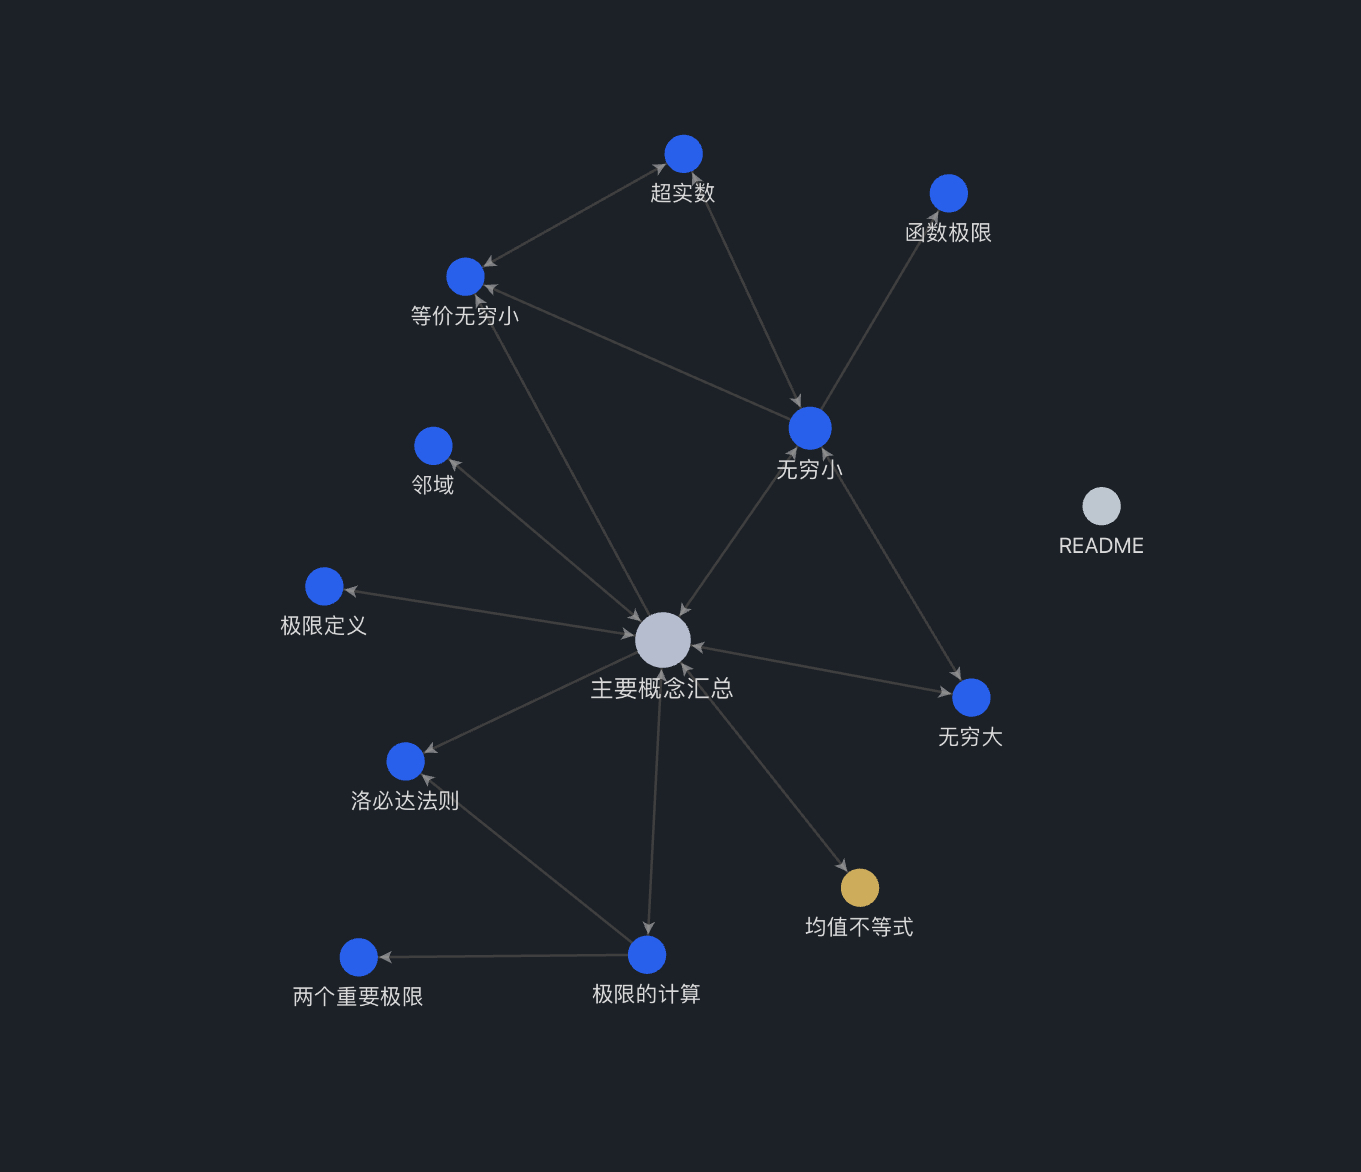 超实数
函数极限
等价无穷小
无穷小
邻域
README
极限定义
主要概念汇总
无穷大
洛必达法则
均值不等式
两个重要极限
极限的计算